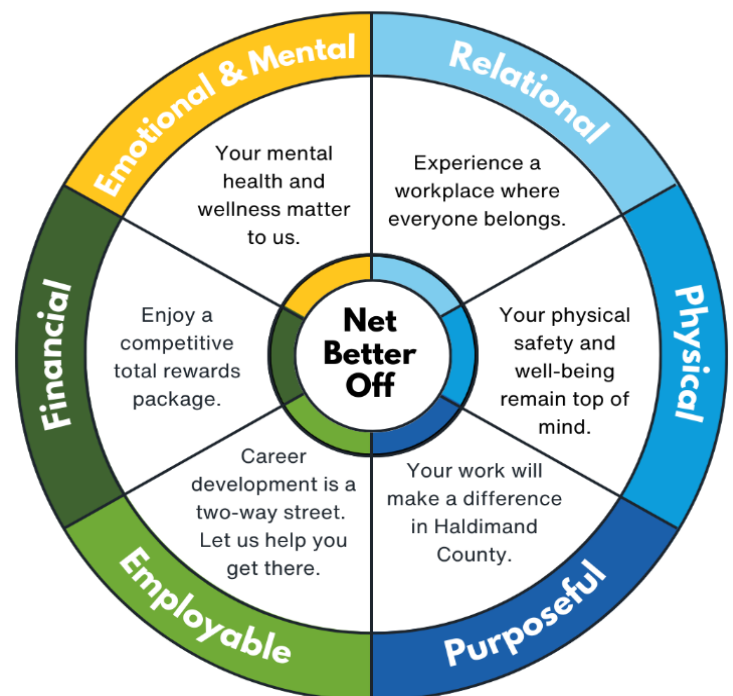 Emotional & Mental
Your mental
health and
wellness matter
to us.
Relational
Experience a
workplace where
everyone belongs.
Physical
Your physical
safety and
well-being
remain top of
mind.
Purposeful
Your work will
make a difference
in Haldimand
County.
Employable
Career
development is a
two-way street.
Let us help you
get there.
Financial
Enjoy a
competitive
total rewards
package.
Net
Better
Off